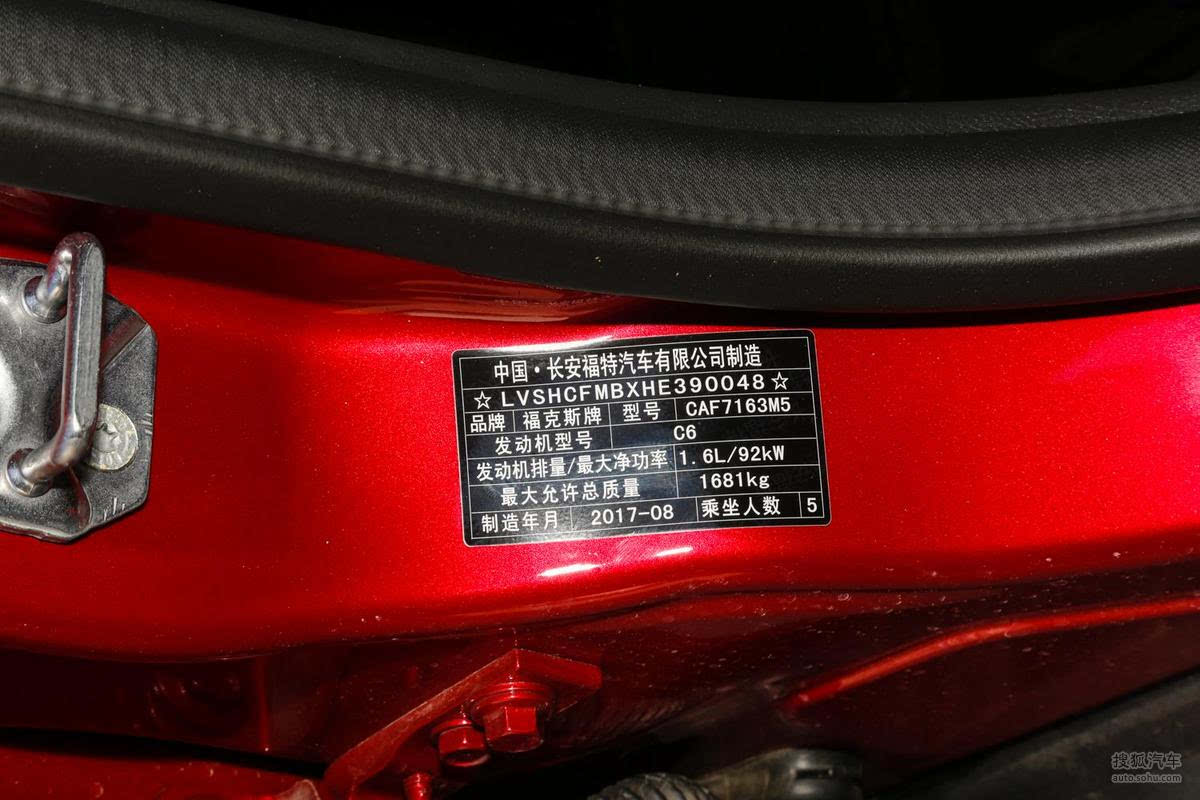 中国·长安福特汽车有限公司制造
☆LVSHCFMBXHE390048☆
品牌 福克斯牌 型号 CAF7163M5
发动机型号 C6
发动机排量/最大净功率 1.6L/92kW
最大允许总质量 1681kg
制造年月 2017-08 乘坐人数 5
搜狐汽车
auto.sohu.com